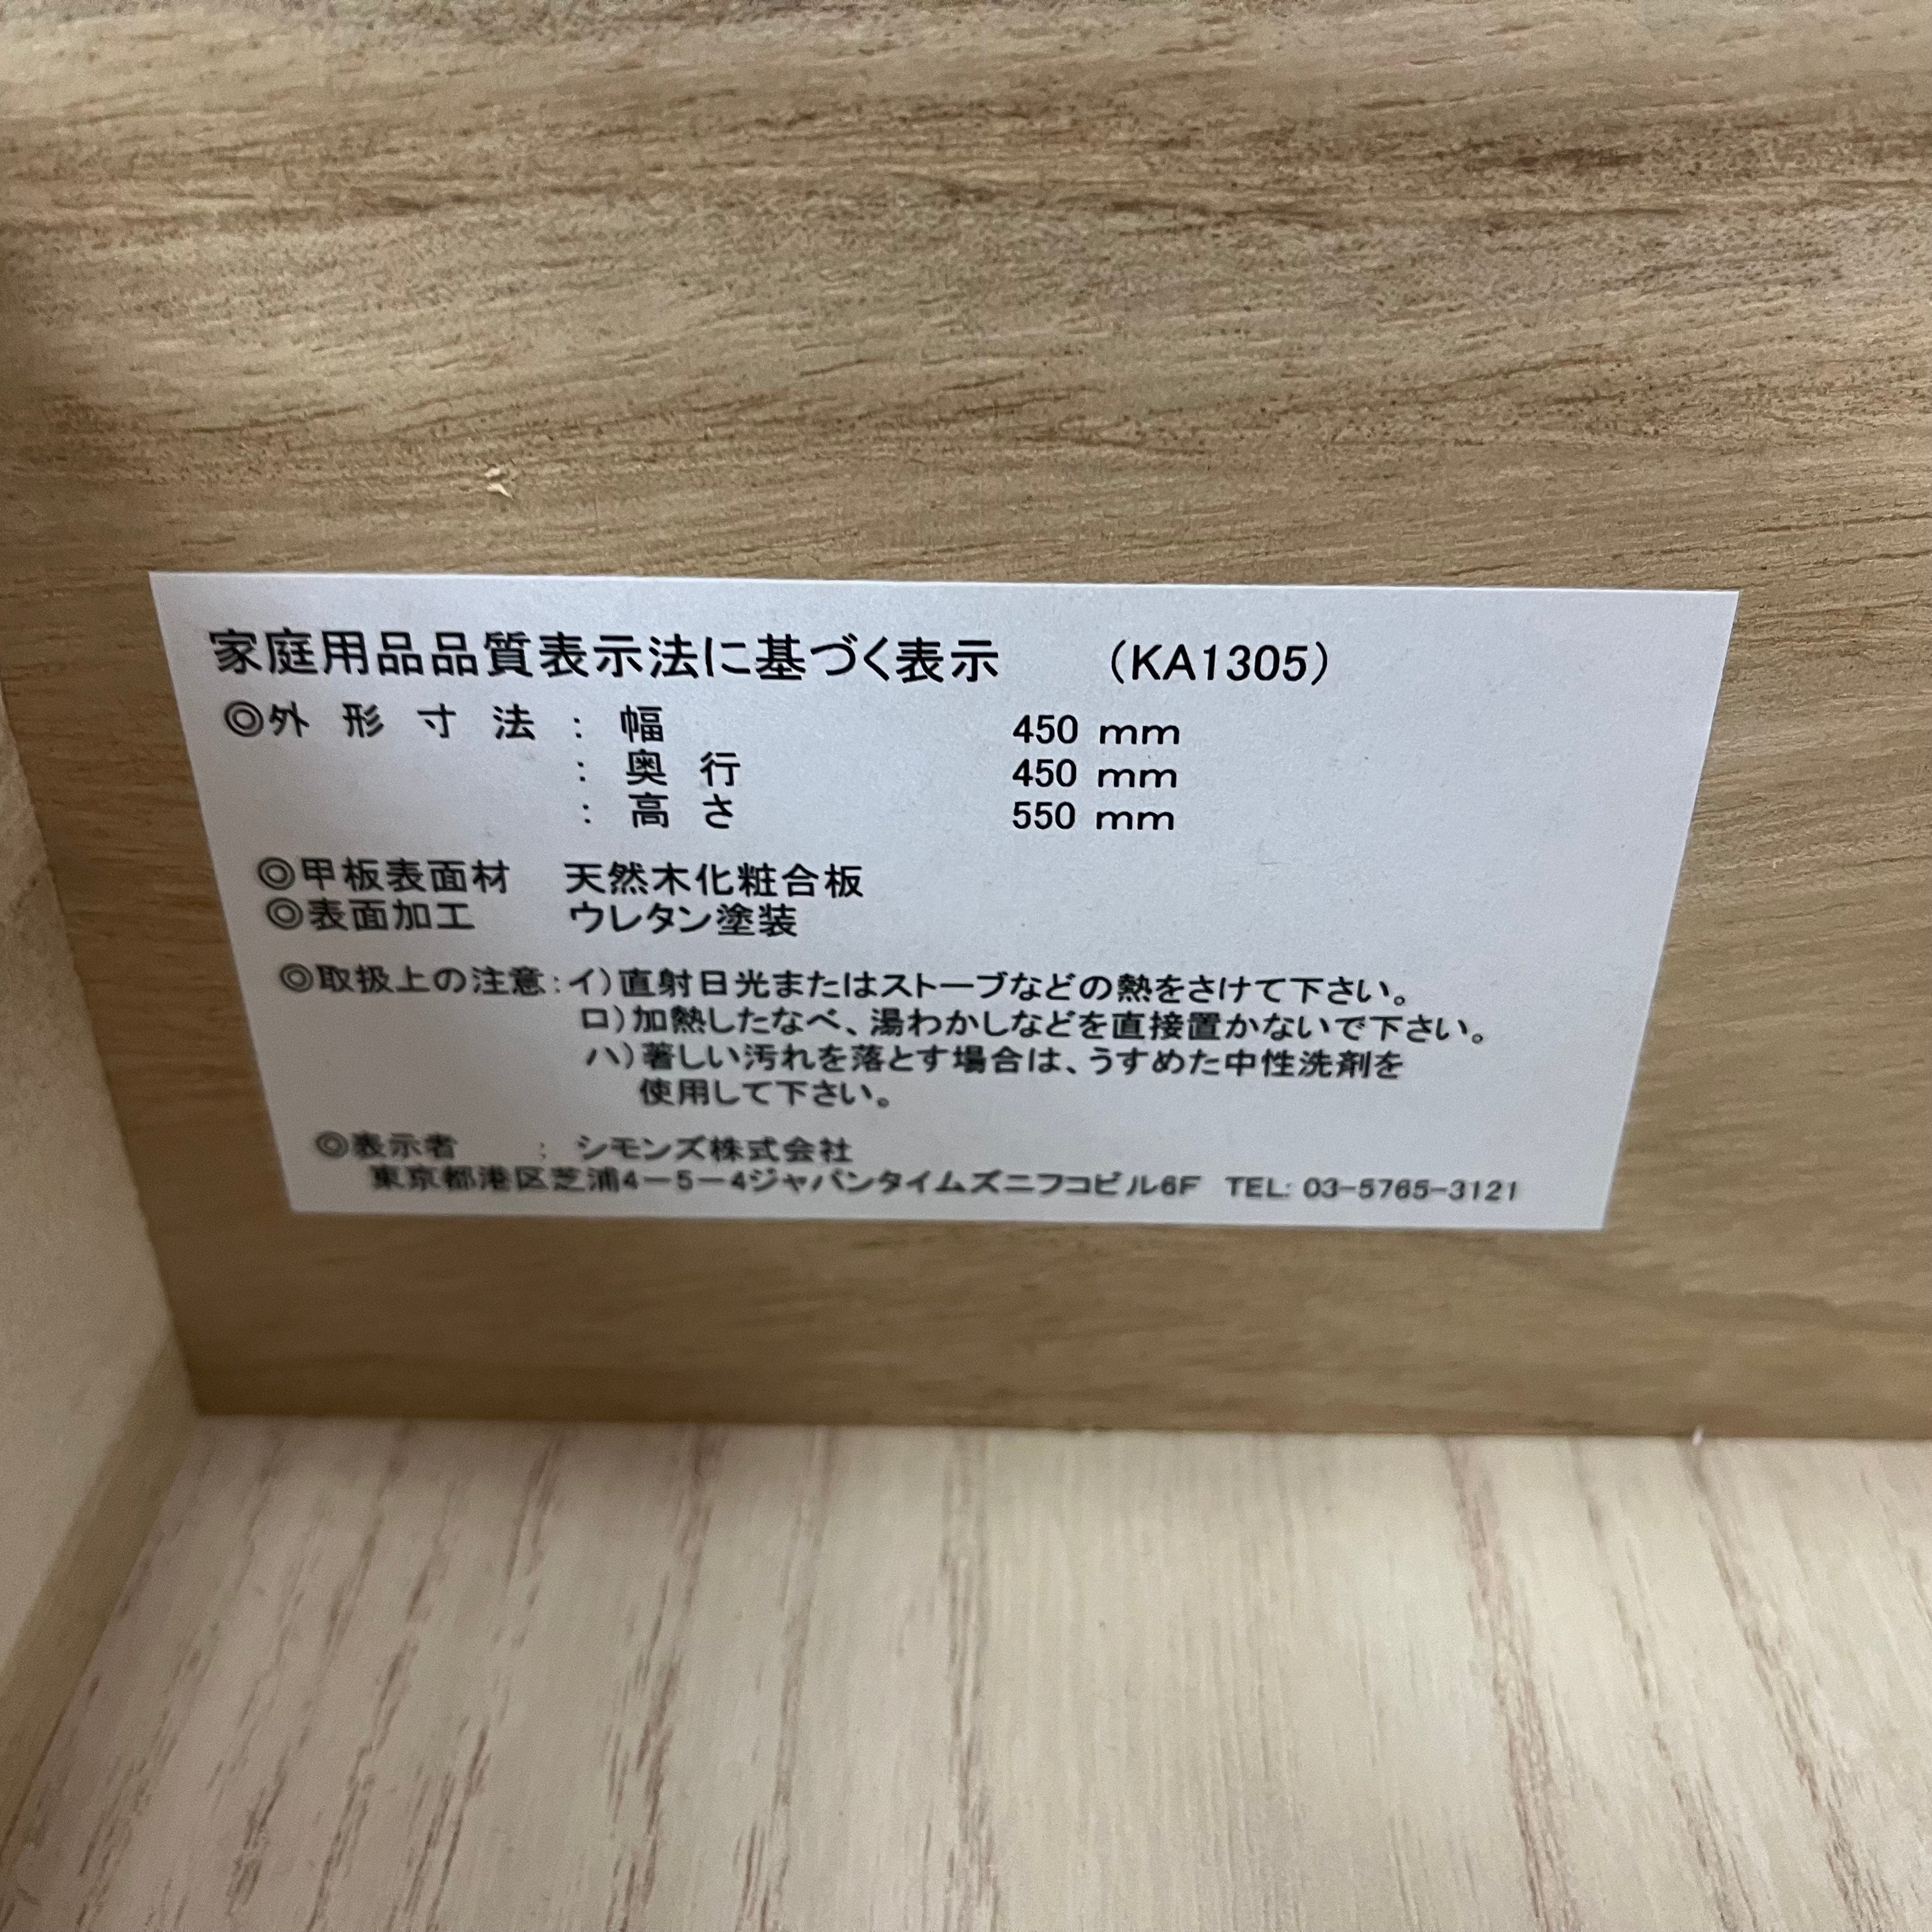 家庭用品品質表示法に基づく表示 （KA1305）
◎外形寸法 : 幅 450 mm
: 奥行 450 mm
: 高さ 550 mm
◎甲板表面材 天然木化粧合板
◎表面加工 ウレタン塗装
◎取扱上の注意:イ）直射日光またはストーブなどの熱をさけて下さい。
ロ）加熱したなべ、湯わかしなどを直接置かないで下さい。
ハ）著しい汚れを落とす場合は、うすめた中性洗剤を
使用して下さい。
◎表示者 : シモンズ株式会社
東京都港区芝浦4－5－4ジャパンタイムズニフコビル6F TEL: 03-5765-3121